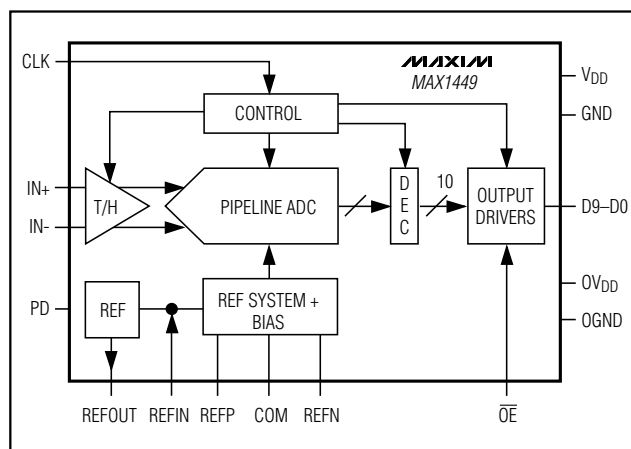 CLK
MAXIM
MAX1449
VDD
GND
CONTROL
IN+
IN-
T/H
PIPELINE ADC
DEC
10
OUTPUT
DRIVERS
D9–D0
PD
REF
REF SYSTEM +
BIAS
OVDD
OGND
REFOUT
REFIN
REFP
COM
REFN
OE